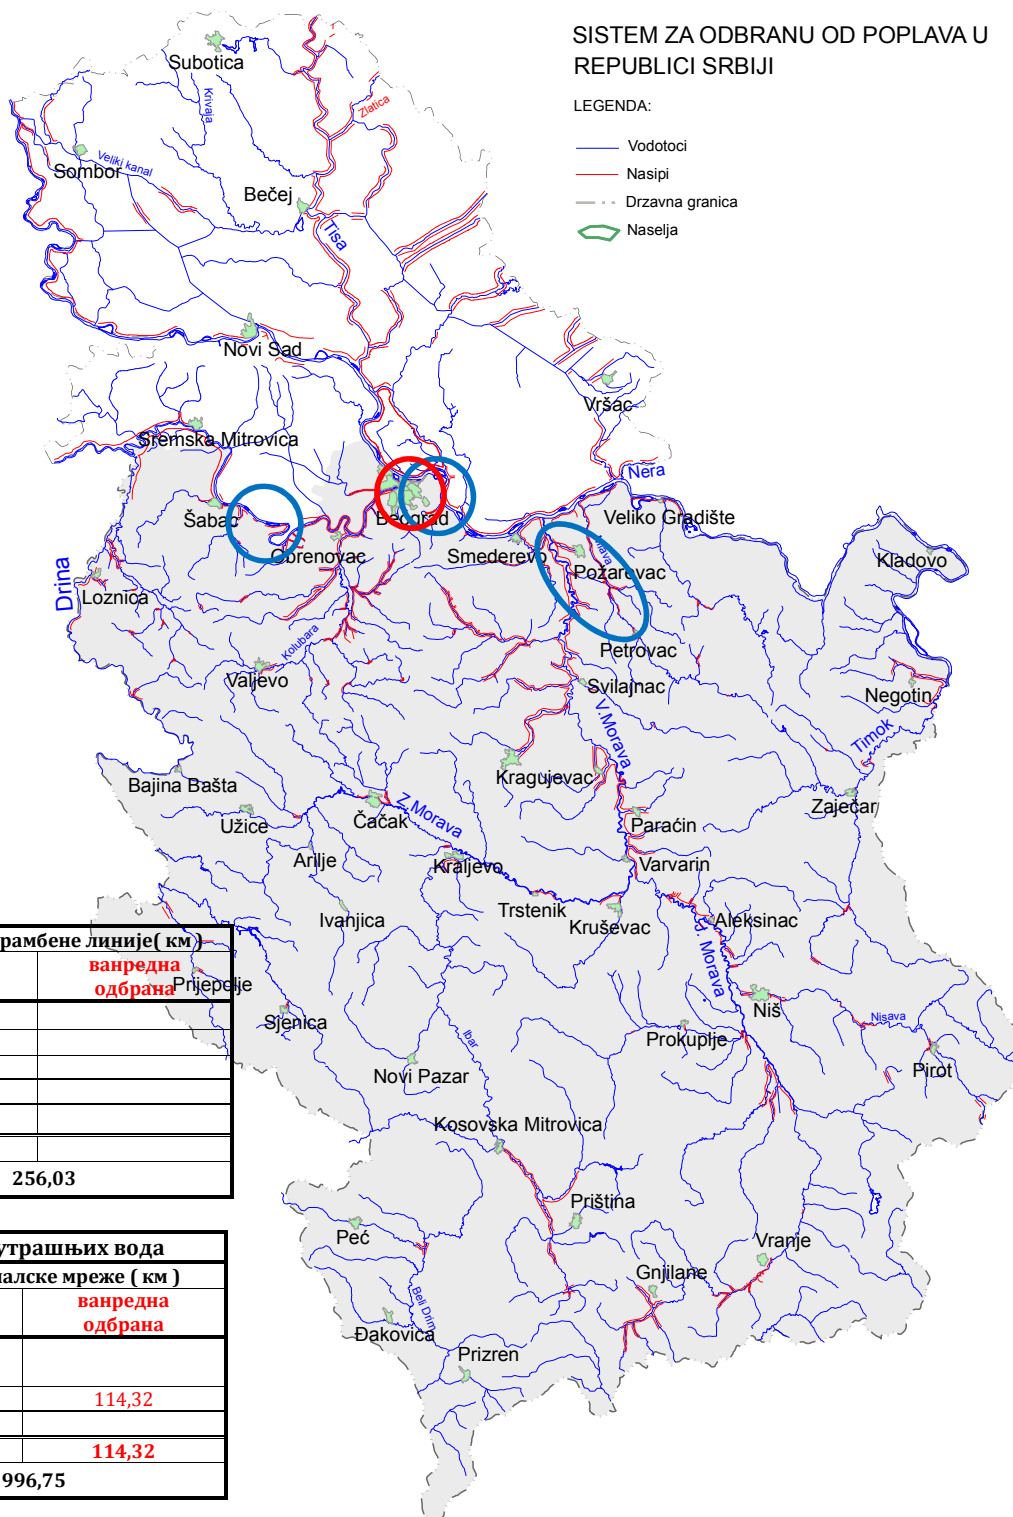 SISTEM ZA ODBRANU OD POPLAVA U
REPUBLICI SRBIJI
LEGENDA:
Vodotoci
Nasipi
Drzavna granica
Naselja
Subotica
Krivaja
Zlatica
Sombor
Veliki kanal
Bečej
Tisa
Novi Sad
Vršac
Sremska Mitrovica
Nera
Šabac
Beograd
Veliko Gradište
Obrenovac
Smederevo
Mlava
Požarevac
Kladovo
Drina
Loznica
Kolubara
Petrovac
Valjevo
Svilajnac
Negotin
V.Morava
Timok
Bajina Bašta
Kragujevac
Užice
Čačak
Z.Morava
Zaječar
Paraćin
Arilje
Kraljevo
Varvarin
Ivanjica
Trstenik
Kruševac
Aleksinac
J. Morava
Prijepolje
Sjenica
Niš
Nisava
Ibar
Prokuplje
Novi Pazar
Pirot
Kosovska Mitrovica
Priština
Peć
Vranje
Gnjilane
Beli Drim
Đakovica
Prizren
рамбене линије( км )
ванредна
одбрана
256,03
утрашњих вода
налске мреже ( км )
ванредна
одбрана
114,32
114,32
996,75